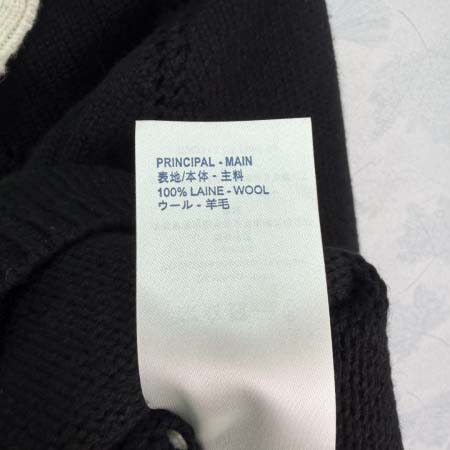 PRINCIPAL - MAIN
表地/本体 - 主料
100% LAINE - WOOL
ウール - 羊毛